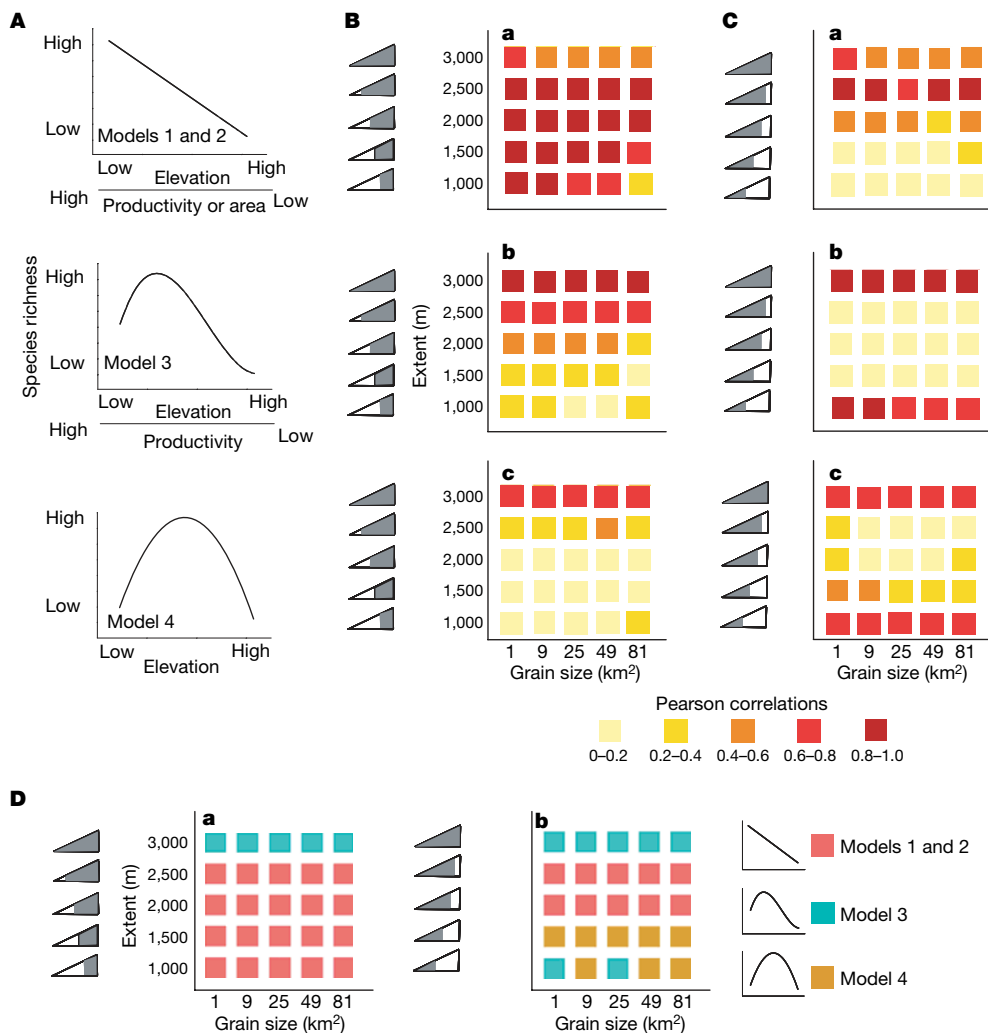 A
High
Low
Models 1 and 2
Low High
Elevation
High Productivity or area Low
Species richness
High
Low
Model 3
Low High
Elevation
High Productivity Low
High
Low
Model 4
Low High
Elevation
B
a
3,000
2,500
2,000
1,500
1,000
b
Extent (m)
3,000
2,500
2,000
1,500
1,000
c
3,000
2,500
2,000
1,500
1,000
1 9 25 49 81
Grain size (km²)
C
a
b
c
1 9 25 49 81
Grain size (km²)
Pearson correlations
0–0.2 0.2–0.4 0.4–0.6 0.6–0.8 0.8–1.0
D
a
Extent (m)
3,000
2,500
2,000
1,500
1,000
1 9 25 49 81
Grain size (km²)
b
1 9 25 49 81
Grain size (km²)
Models 1 and 2
Model 3
Model 4